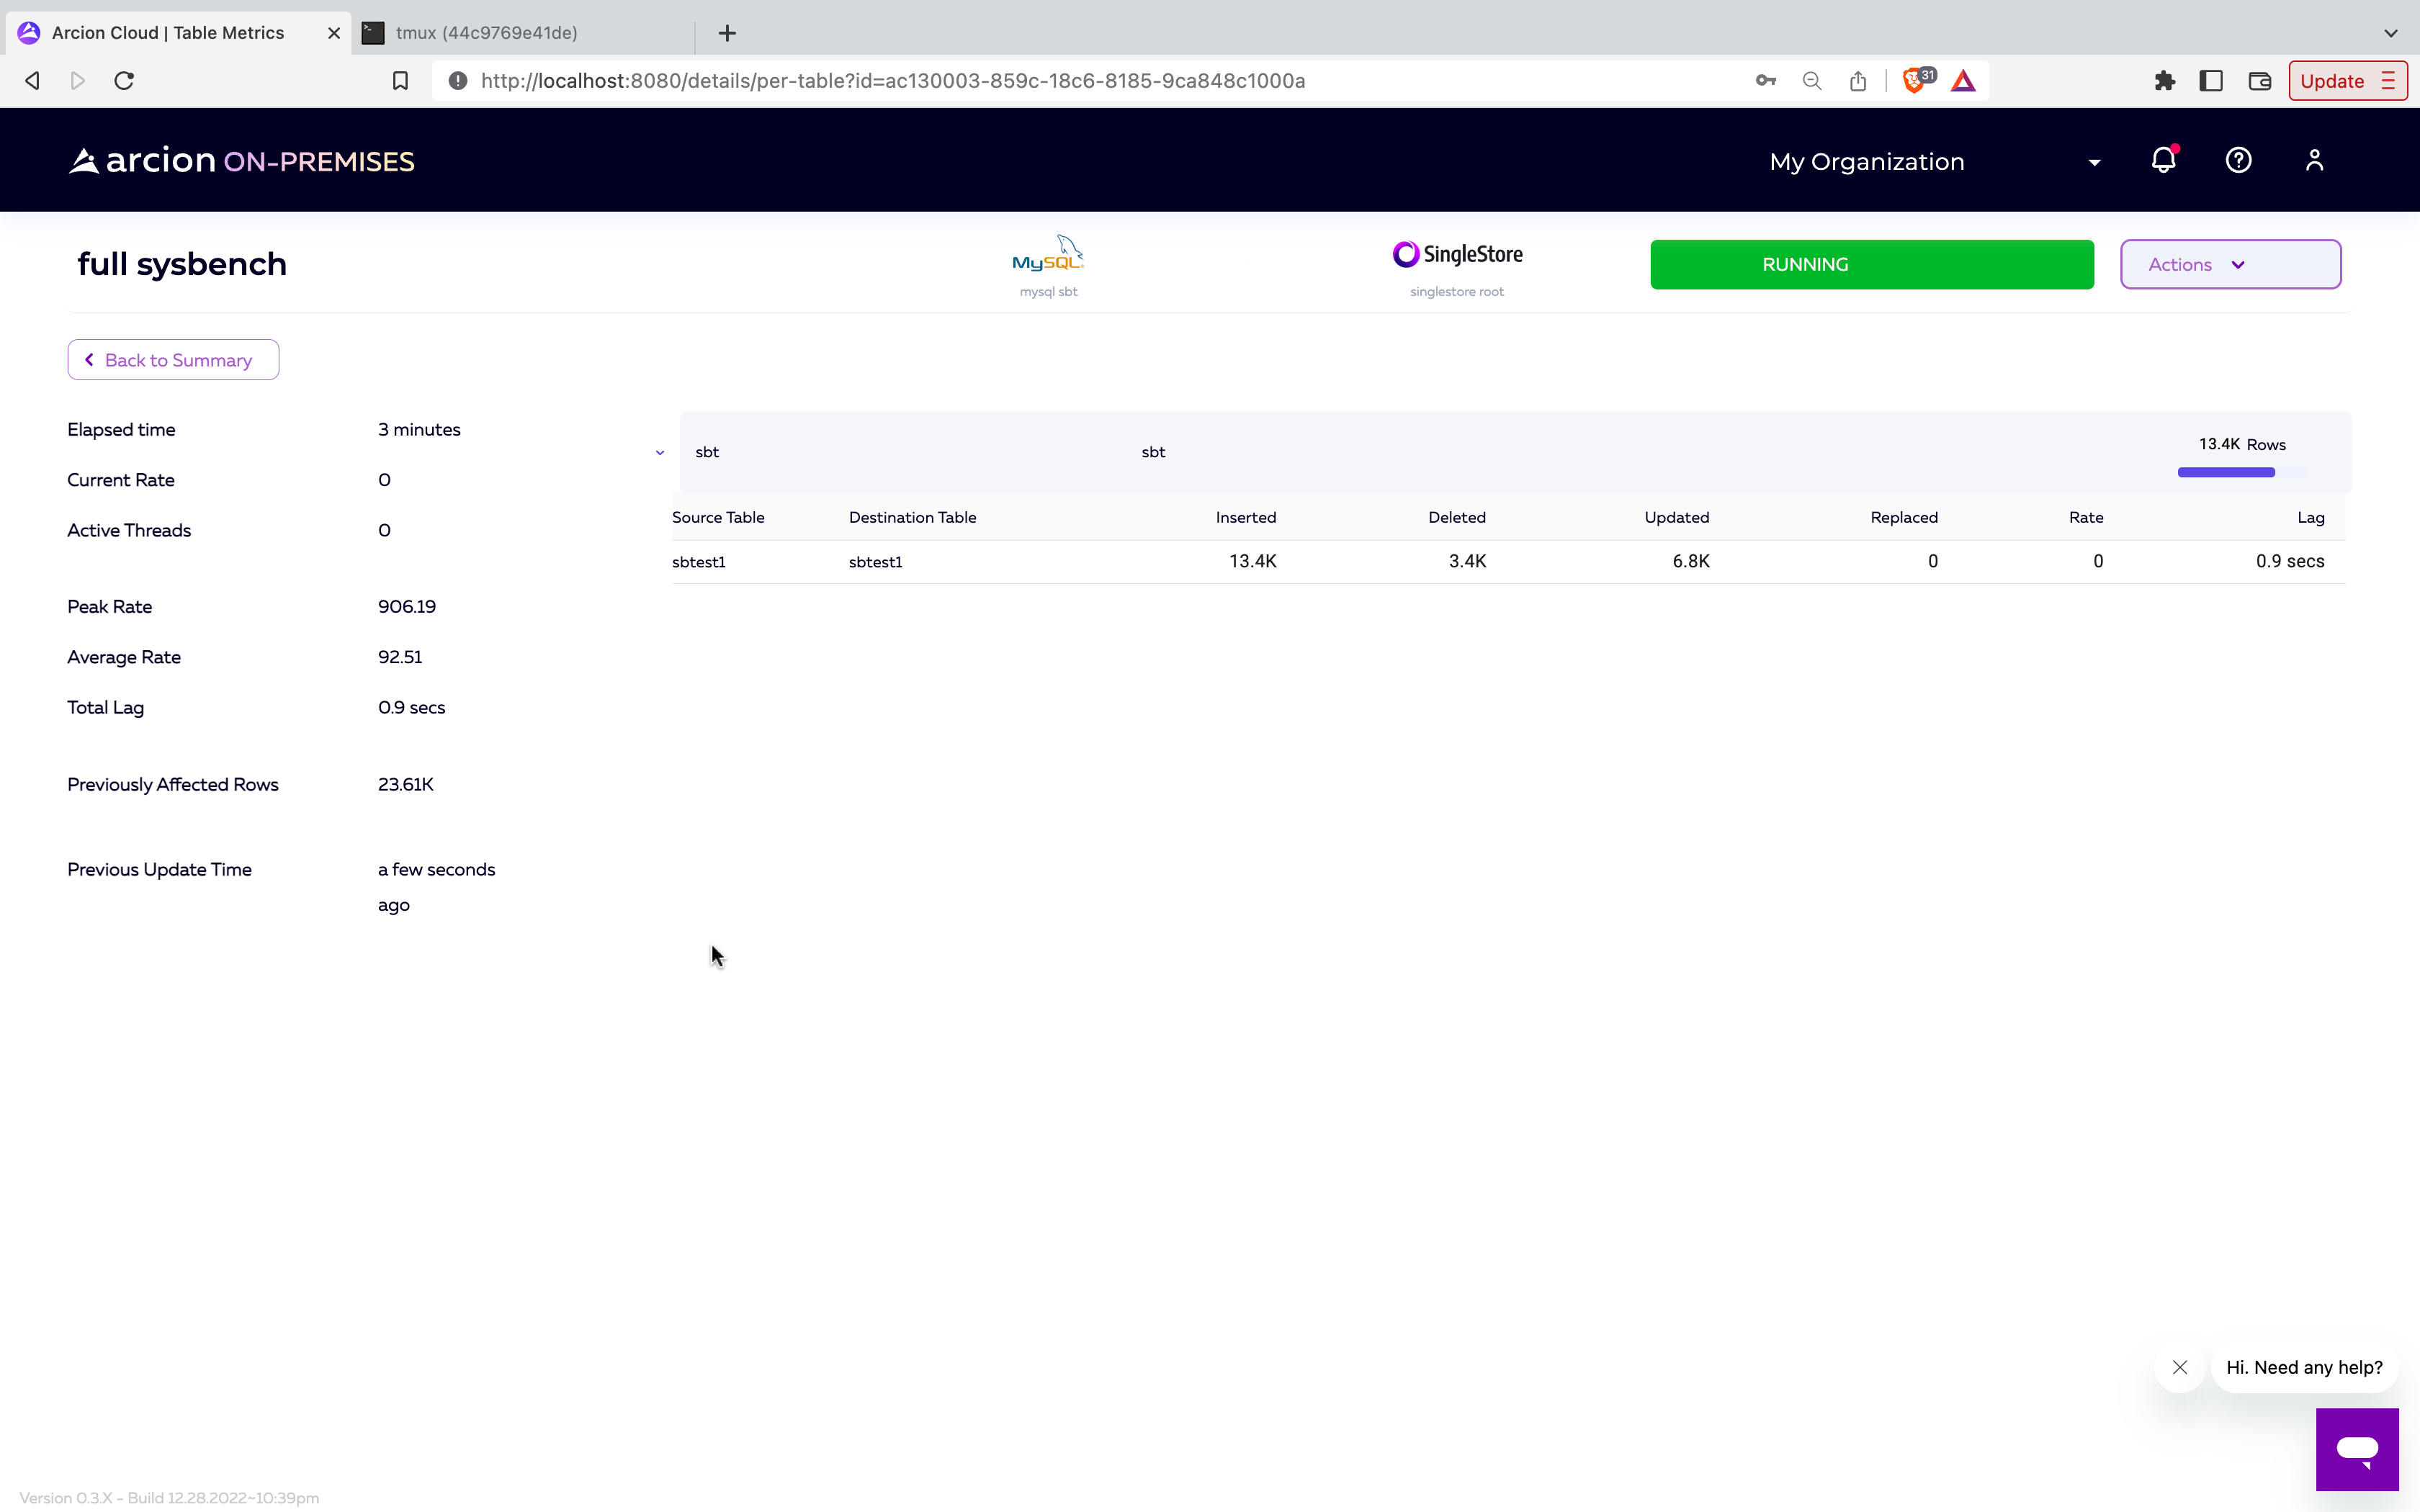 Arcion Cloud | Table Metrics
tmux (44c9769e41de)
http://localhost:8080/details/per-table?id=ac130003-859c-18c6-8185-9ca848c1000a
31
Update
arcion ON-PREMISES
My Organization
full sysbench
MySQL
mysql sbt
SingleStore
singlestore root
RUNNING
Actions
Back to Summary
Elapsed time 3 minutes
Current Rate 0
Active Threads 0
Peak Rate 906.19
Average Rate 92.51
Total Lag 0.9 secs
Previously Affected Rows 23.61K
Previous Update Time a few seconds
ago
sbt sbt 13.4K Rows
Source Table Destination Table Inserted Deleted Updated Replaced Rate Lag
sbtest1 sbtest1 13.4K 3.4K 6.8K 0 0 0.9 secs
Hi. Need any help?
Version 0.3.X - Build 12.28.2022~10:39pm